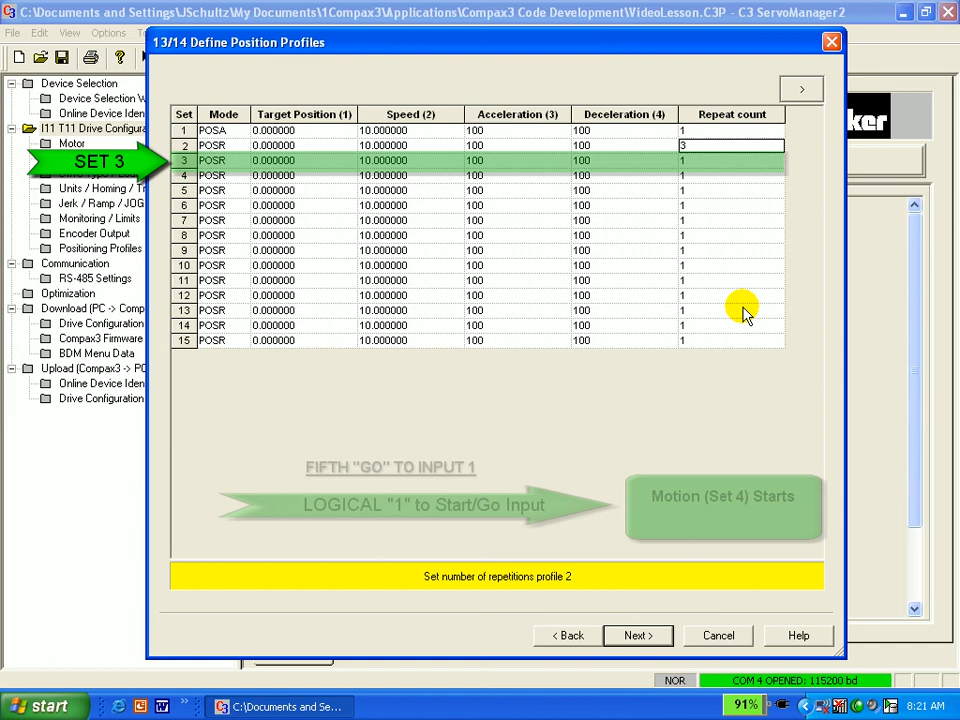 C:\Documents and Settings\JSchultz\My Documents\1Compax3\Applications\Compax3 Code Development\VideoLesson.C3P - C3 ServoManager2
File Edit View Options
13/14 Define Position Profiles
>
Device Selection
Device Selection W
Online Device Iden
I11 T11 Drive Configura
Motor
Units / Homing / T
Jerk / Ramp / JOG
Monitoring / Limits
Encoder Output
Positioning Profiles
Communication
RS-485 Settings
Optimization
Download (PC -> Comp
Drive Configuration
Compax3 Firmware
BDM Menu Data
Upload (Compax3 -> PC
Online Device Iden
Drive Configuration
SET 3
Set Mode Target Position (1) Speed (2) Acceleration (3) Deceleration (4) Repeat count
1 POSA 0.000000 10.000000 100 100 1
2 POSR 0.000000 10.000000 100 100 3
3 POSR 0.000000 10.000000 100 100 1
4 POSR 0.000000 10.000000 100 100 1
5 POSR 0.000000 10.000000 100 100 1
6 POSR 0.000000 10.000000 100 100 1
7 POSR 0.000000 10.000000 100 100 1
8 POSR 0.000000 10.000000 100 100 1
9 POSR 0.000000 10.000000 100 100 1
10 POSR 0.000000 10.000000 100 100 1
11 POSR 0.000000 10.000000 100 100 1
12 POSR 0.000000 10.000000 100 100 1
13 POSR 0.000000 10.000000 100 100 1
14 POSR 0.000000 10.000000 100 100 1
15 POSR 0.000000 10.000000 100 100 1
ker
FIFTH "GO" TO INPUT 1
LOGICAL "1" to Start/Go Input
Motion (Set 4) Starts
Set number of repetitions profile 2
< Back Next > Cancel Help
NOR COM 4 OPENED: 115200 bd
start C:\Documents and Se... 91% 8:21 AM